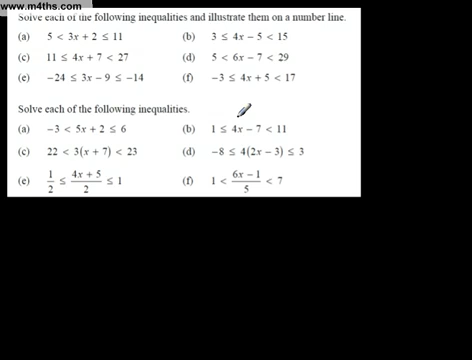 www.m4ths.com
Solve each of the following inequalities and illustrate them on a number line.
(a) 5 < 3x + 2 ≤ 11 (b) 3 ≤ 4x − 5 < 15
(c) 11 ≤ 4x + 7 < 27 (d) 5 < 6x − 7 < 29
(e) −24 ≤ 3x − 9 ≤ −14 (f) −3 ≤ 4x + 5 < 17
Solve each of the following inequalities.
(a) −3 < 5x + 2 ≤ 6 (b) 1 ≤ 4x − 7 < 11
(c) 22 < 3(x + 7) < 23 (d) −8 ≤ 4(2x − 3) ≤ 3
(e) 1/2 ≤ (4x + 5)/2 ≤ 1 (f) 1 < (6x − 1)/5 < 7